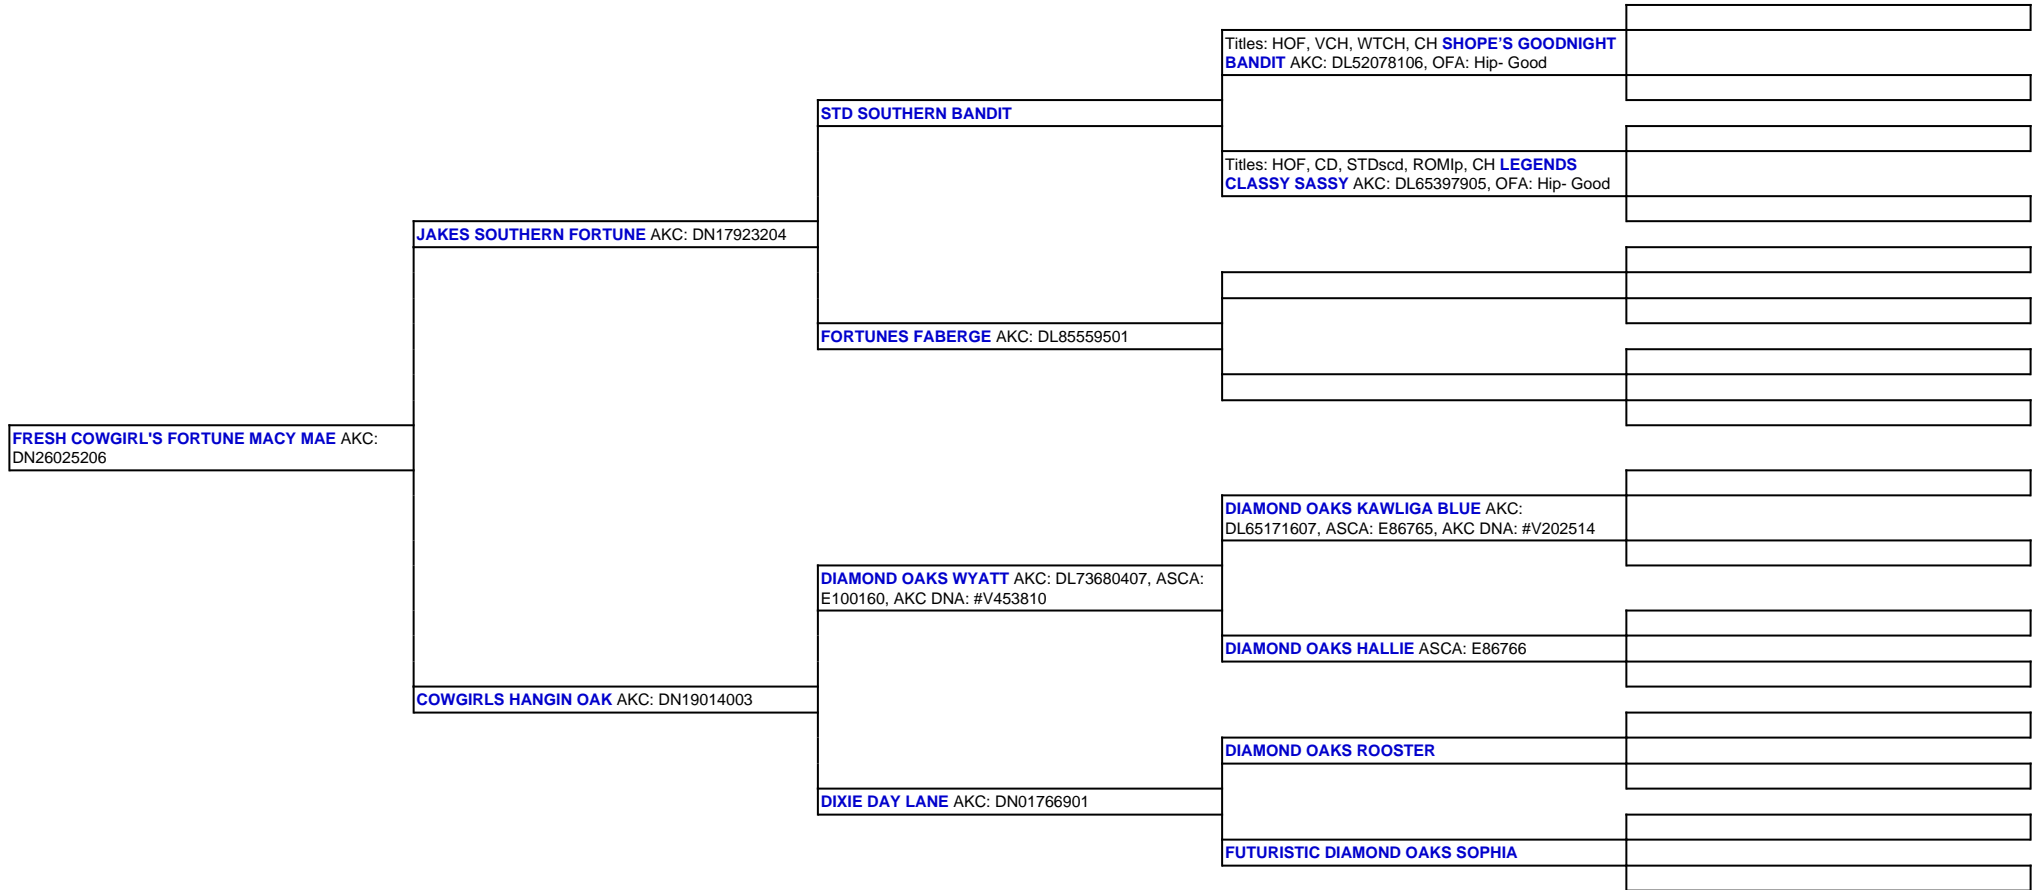 Titles: HOF, VCH, WTCH, CH SHOPE’S GOODNIGHT
BANDIT AKC: DL52078106, OFA: Hip- Good
STD SOUTHERN BANDIT
Titles: HOF, CD, STDscd, ROMIp, CH LEGENDS
CLASSY SASSY AKC: DL65397905, OFA: Hip- Good
JAKES SOUTHERN FORTUNE AKC: DN17923204
FORTUNES FABERGE AKC: DL85559501
FRESH COWGIRL'S FORTUNE MACY MAE AKC:
DN26025206
DIAMOND OAKS KAWLIGA BLUE AKC:
DL65171607, ASCA: E86765, AKC DNA: #V202514
DIAMOND OAKS WYATT AKC: DL73680407, ASCA:
E100160, AKC DNA: #V453810
DIAMOND OAKS HALLIE ASCA: E86766
COWGIRLS HANGIN OAK AKC: DN19014003
DIAMOND OAKS ROOSTER
DIXIE DAY LANE AKC: DN01766901
FUTURISTIC DIAMOND OAKS SOPHIA